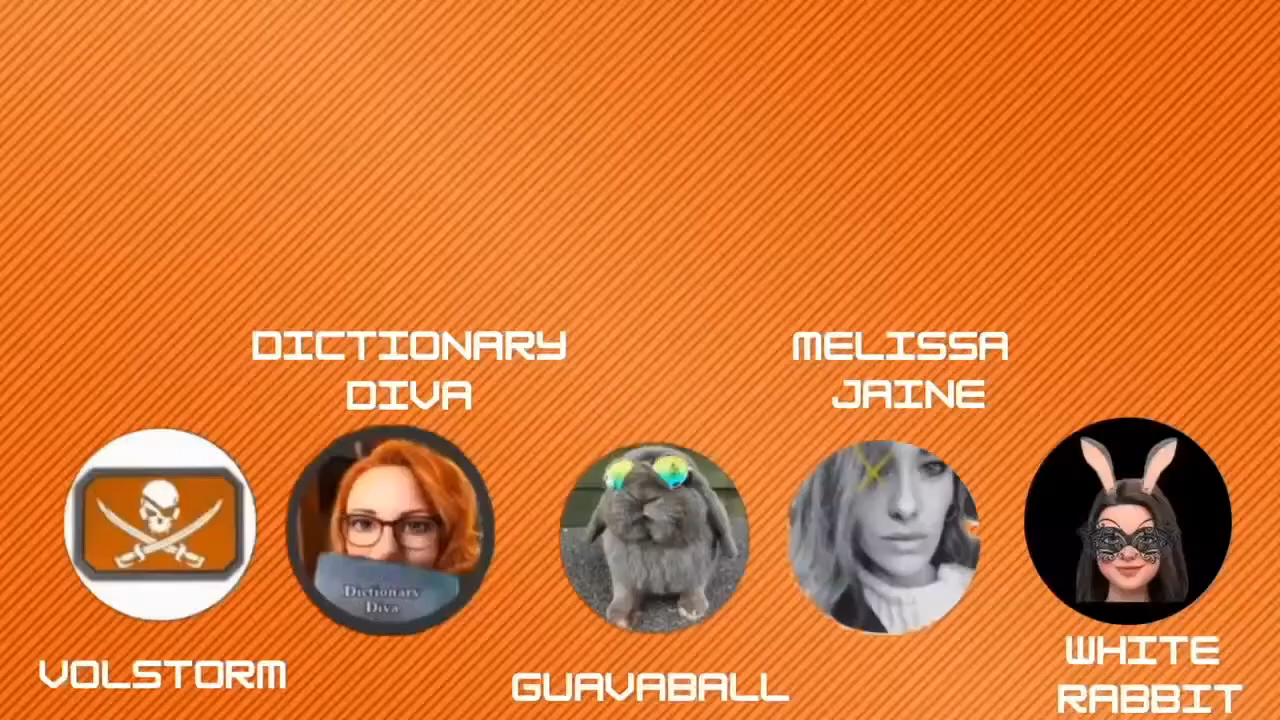 DICTIONARY
DIVA
MELISSA
JAINE
Dictionary
Diva
VOLSTORM
GUAVABALL
WHITE
RABBIT